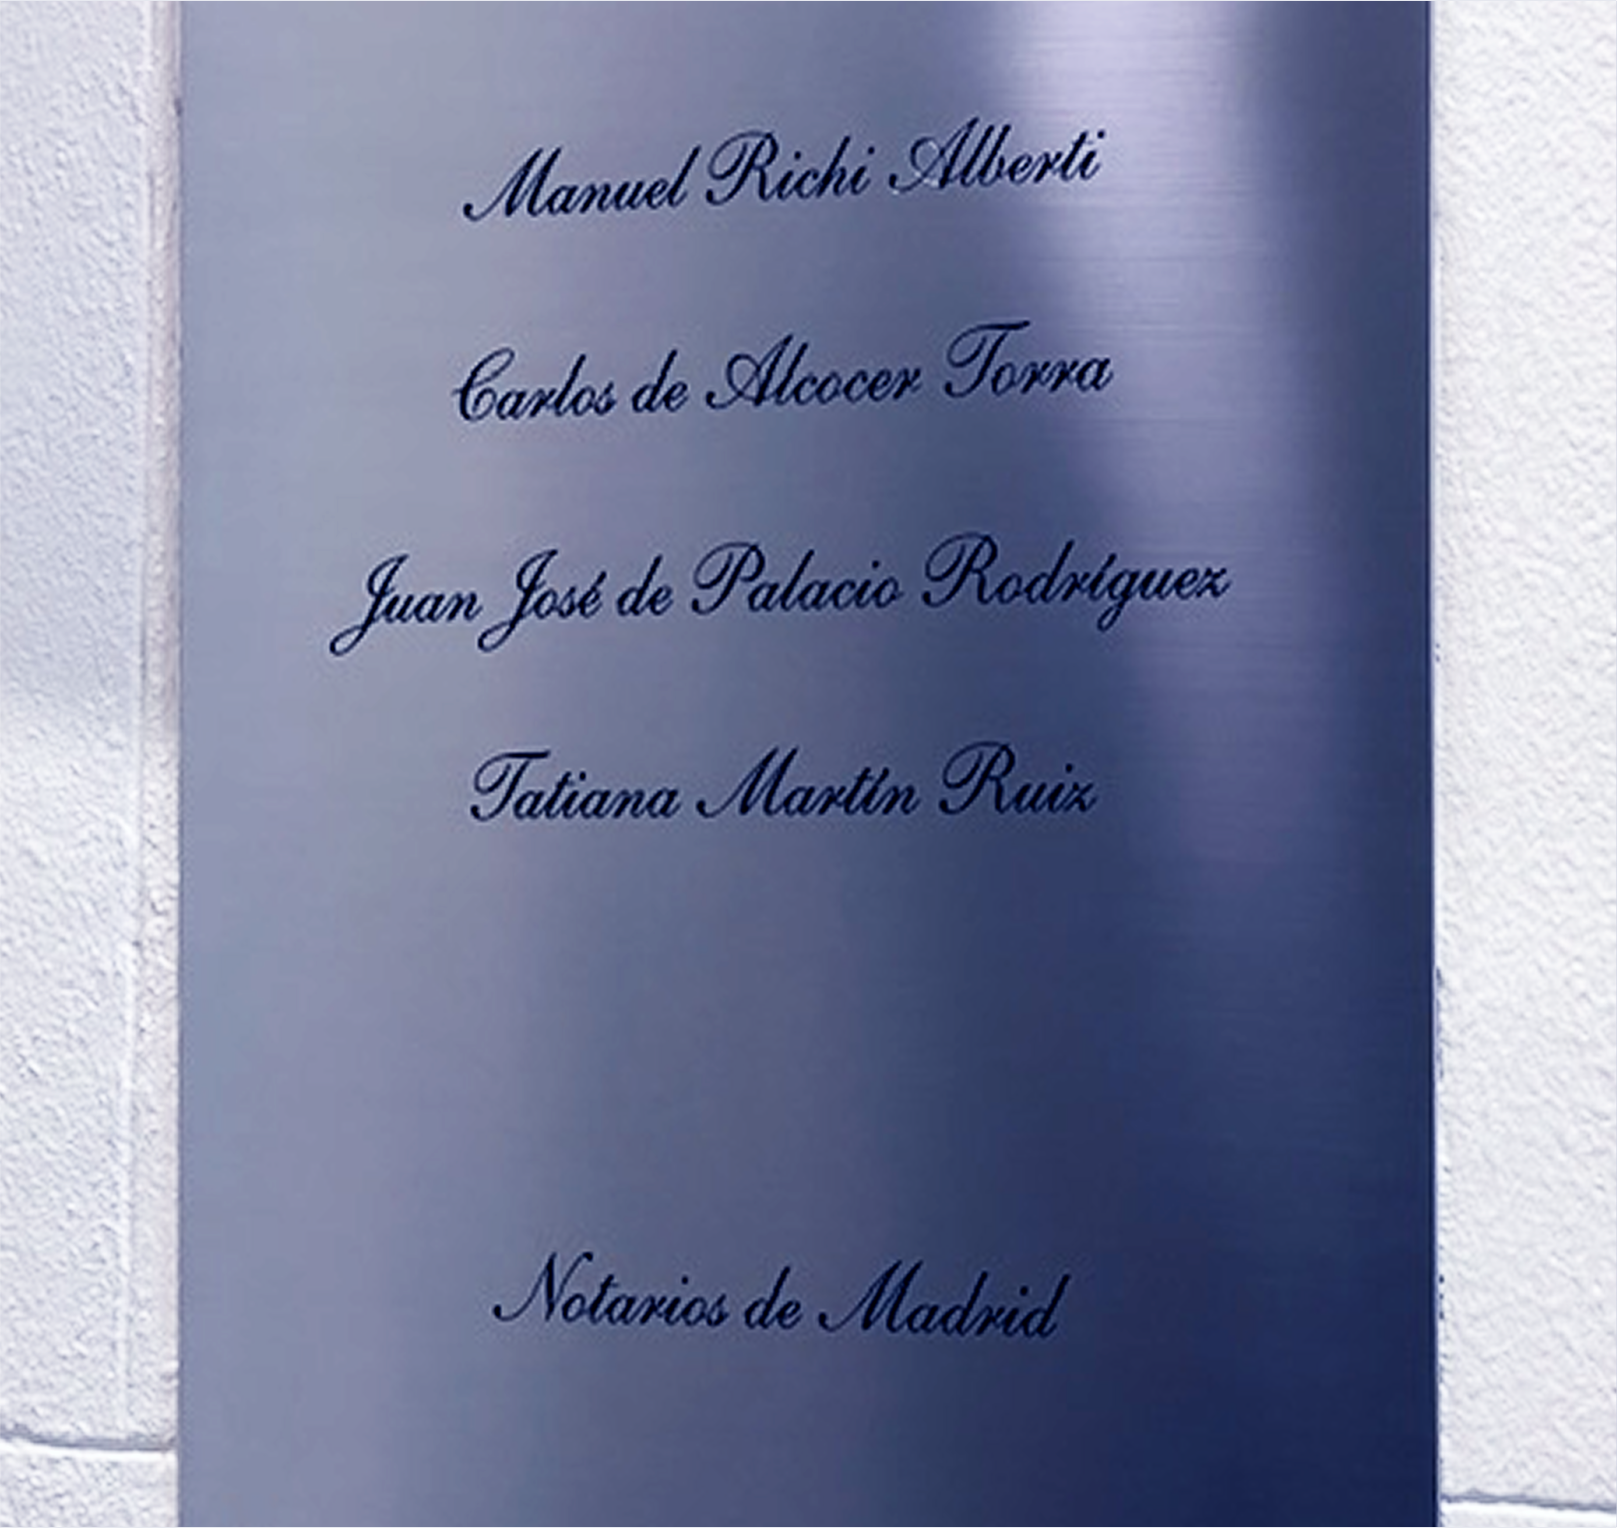 Manuel Richi Alberti
Carlos de Alcocer Torra
Juan José de Palacio Rodríguez
Tatiana Martín Ruiz
Notarios de Madrid